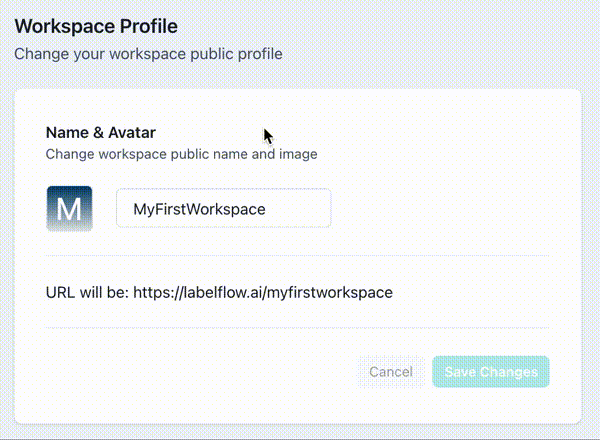 Workspace Profile
Change your workspace public profile
Name & Avatar
Change workspace public name and image
M
MyFirstWorkspace
URL will be: https://labelflow.ai/myfirstworkspace
Cancel
Save Changes